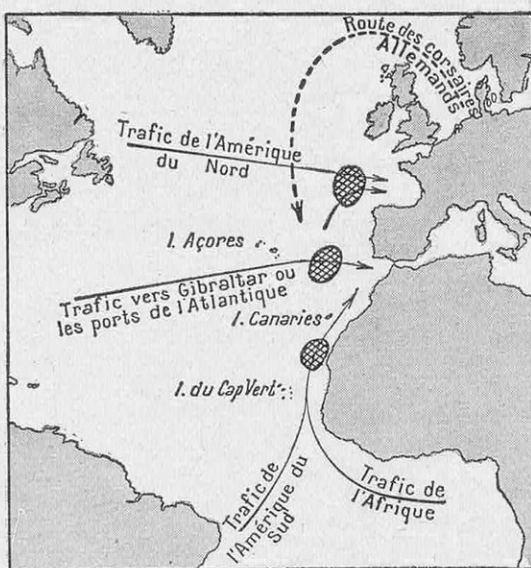 Route des corsaires
Allemands
Trafic de l'Amérique
du Nord
I. Açores
Trafic vers Gibraltar ou
les ports de l'Atlantique
I. Canaries
I. du Cap Vert
Trafic de
l'Amérique du
Sud
Trafic de
l'Afrique